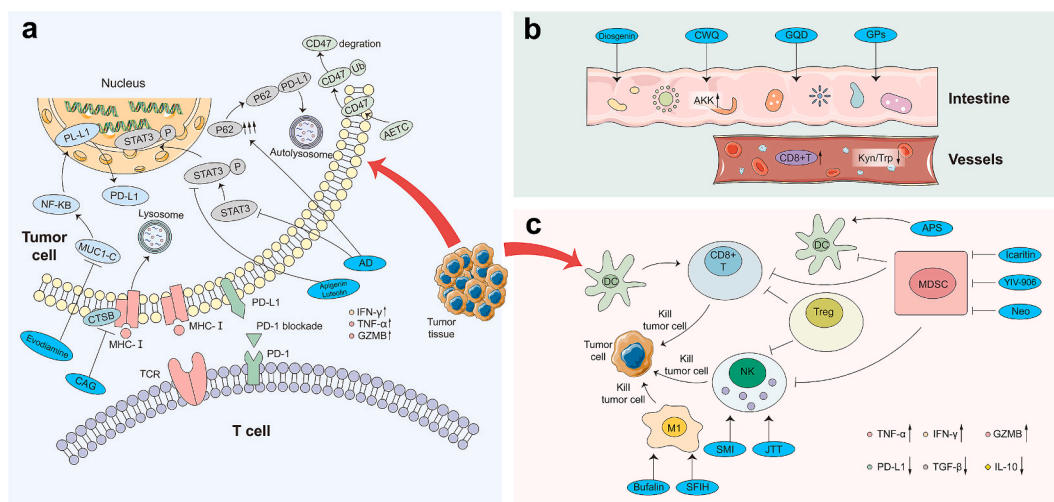 a
Nucleus
PL-L1
STAT3
P
NF-KB
PD-L1
MUC1-C
Tumor
cell
Lysosome
CTSB
MHC- I
MHC- I
Evodiamine
CAG
TCR
T cell
P62
P62
PD-L1
Autolysosome
STAT3
P
STAT3
CD47
degration
CD47
Ub
CD47
AETC
AD
Apigenin
Luteolin
PD-L1
PD-1 blockade
PD-1
IFN-γ↑
TNF-α↑
GZMB↑
Tumor
tissue
b
Diosgenin
CWQ
GQD
GPs
AKK↑
Intestine
CD8+T ↑
Kyn/Trp↓
Vessels
c
DC
CD8+
T
DC
APS
MDSC
Icaritin
YIV-906
Neo
Treg
Kill
tumor cell
Tumor
cell
Kill
tumor cell
NK
Kill
tumor cell
M1
SMI
JTT
Bufalin
SFIH
TNF-α↑
IFN-γ↑
GZMB↑
PD-L1↓
TGF-β↓
IL-10↓